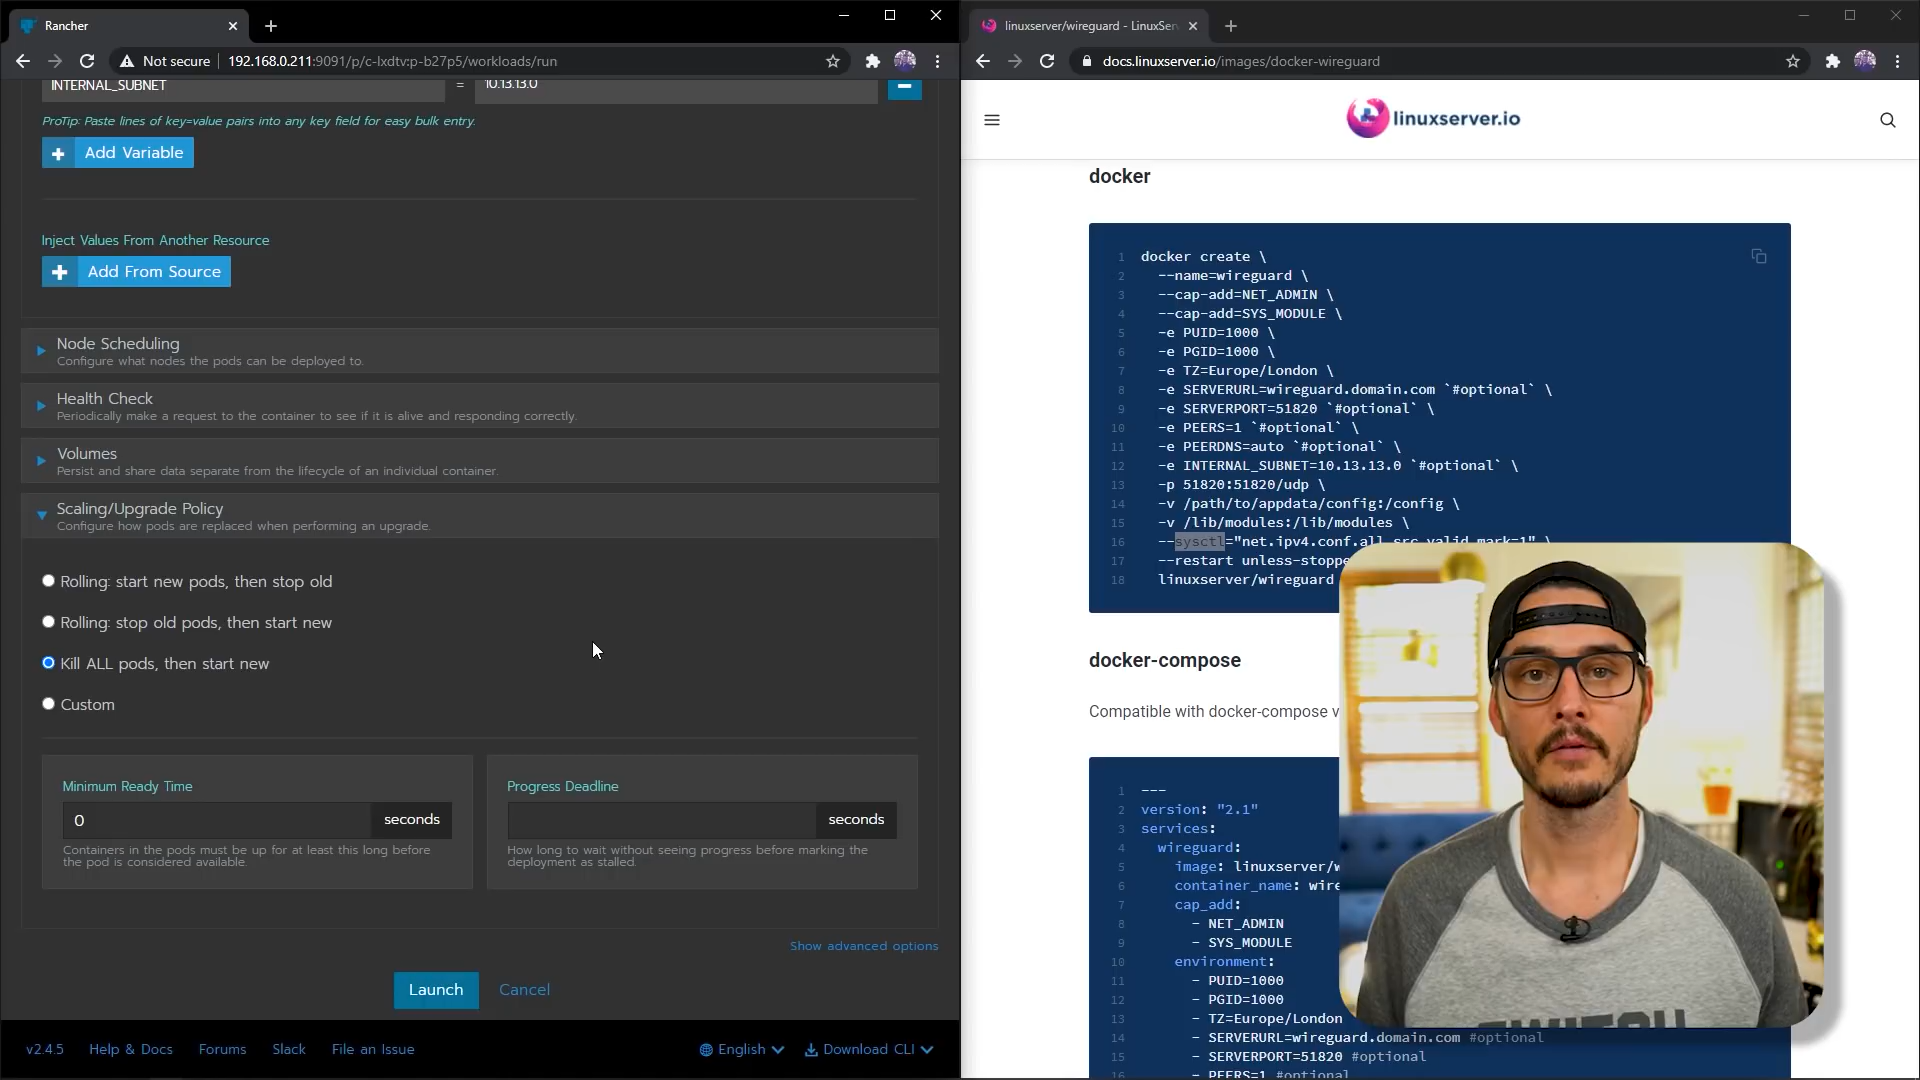 Rancher
Not secure
192.168.0.211:9091/p/c-lxdtv:p-b27p5/workloads/run
INTERNAL_SUBNET
=
10.13.13.0
ProTip: Paste lines of key=value pairs into any key field for easy bulk entry.
Add Variable
Inject Values From Another Resource
Add From Source
Node Scheduling
Configure what nodes the pods can be deployed to.
Health Check
Periodically make a request to the container to see if it is alive and responding correctly.
Volumes
Persist and share data separate from the lifecycle of an individual container.
Scaling/Upgrade Policy
Configure how pods are replaced when performing an upgrade.
Rolling: start new pods, then stop old
Rolling: stop old pods, then start new
Kill ALL pods, then start new
Custom
Minimum Ready Time
0
seconds
Containers in the pods must be up for at least this long before
the pod is considered available.
Progress Deadline
seconds
How long to wait without seeing progress before marking the
deployment as stalled.
Show advanced options
Launch
Cancel
v2.4.5
Help & Docs
Forums
Slack
File an Issue
English
Download CLI
linuxserver/wireguard - LinuxSer
docs.linuxserver.io/images/docker-wireguard
linuxserver.io
docker
1 docker create \
2 --name=wireguard \
3 --cap-add=NET_ADMIN \
4 --cap-add=SYS_MODULE \
5 -e PUID=1000 \
6 -e PGID=1000 \
7 -e TZ=Europe/London \
8 -e SERVERURL=wireguard.domain.com `#optional` \
9 -e SERVERPORT=51820 `#optional` \
10 -e PEERS=1 `#optional` \
11 -e PEERDNS=auto `#optional` \
12 -e INTERNAL_SUBNET=10.13.13.0 `#optional` \
13 -p 51820:51820/udp \
14 -v /path/to/appdata/config:/config \
15 -v /lib/modules:/lib/modules \
16 --sysctl="net.ipv4.conf.all.src_valid_mark=1" \
17 --restart unless-stoppe
18 linuxserver/wireguard
docker-compose
Compatible with docker-compose v
1 ---
2 version: "2.1"
3 services:
4 wireguard:
5 image: linuxserver/w
6 container_name: wire
7 cap_add:
8 - NET_ADMIN
9 - SYS_MODULE
10 environment:
11 - PUID=1000
12 - PGID=1000
13 - TZ=Europe/London
14 - SERVERURL=wireguard.domain.com #optional
15 - SERVERPORT=51820 #optional
16 - PEERS=1 #optional